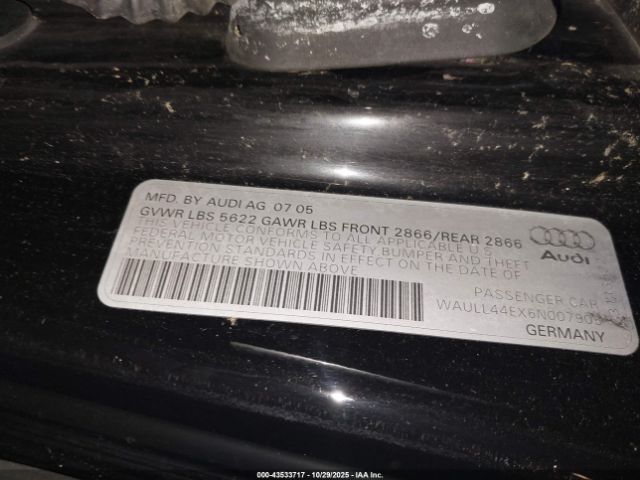 MFD. BY AUDI AG 07 05
GVWR LBS 5622 GAWR LBS FRONT 2866/REAR 2866
THIS VEHICLE CONFORMS TO ALL APPLICABLE U.S.
FEDERAL MOTOR VEHICLE SAFETY BUMPER AND THEFT
PREVENTION STANDARDS IN EFFECT ON THE DATE OF
MANUFACTURE SHOWN ABOVE
Audi
PASSENGER CAR
GERMANY
000-43533717 | 10/29/2025 | IAA Inc.